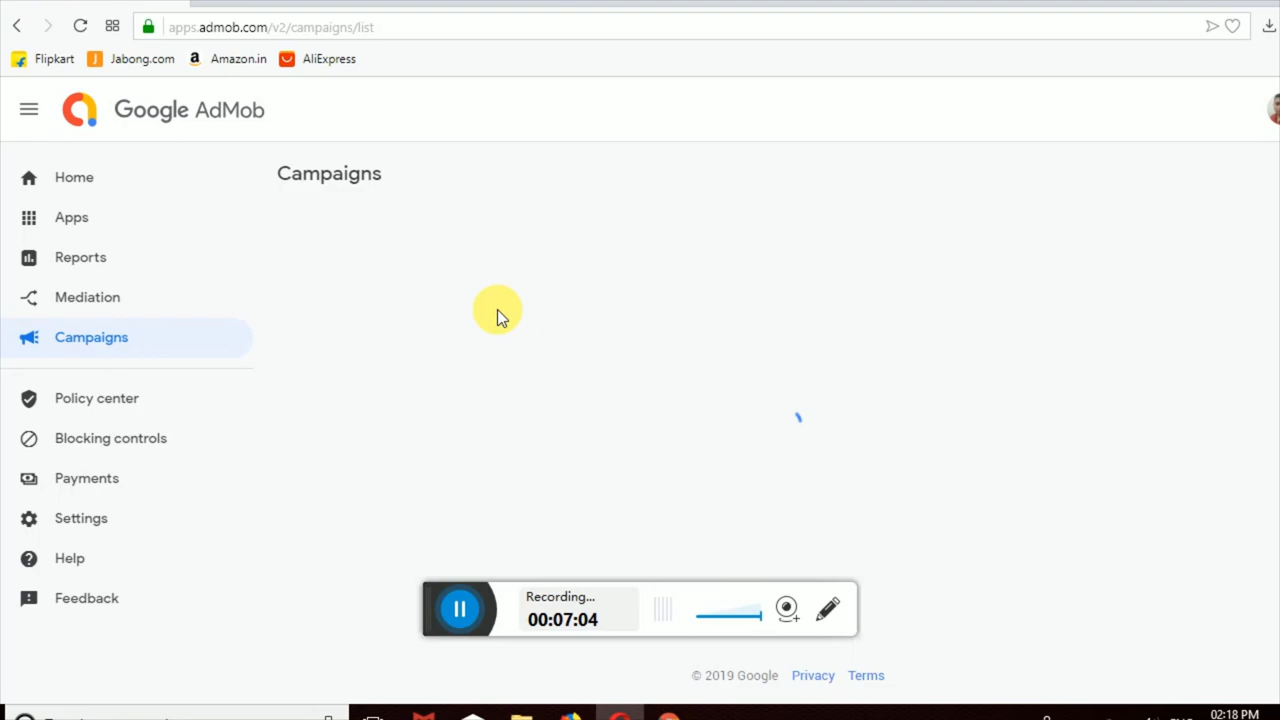 apps.admob.com/v2/campaigns/list
Flipkart
Jabong.com
Amazon.in
AliExpress
Google AdMob
Home
Campaigns
Apps
Reports
Mediation
Campaigns
Policy center
Blocking controls
Payments
Settings
Help
Feedback
Recording...
00:07:04
© 2019 Google Privacy Terms
02:18 PM